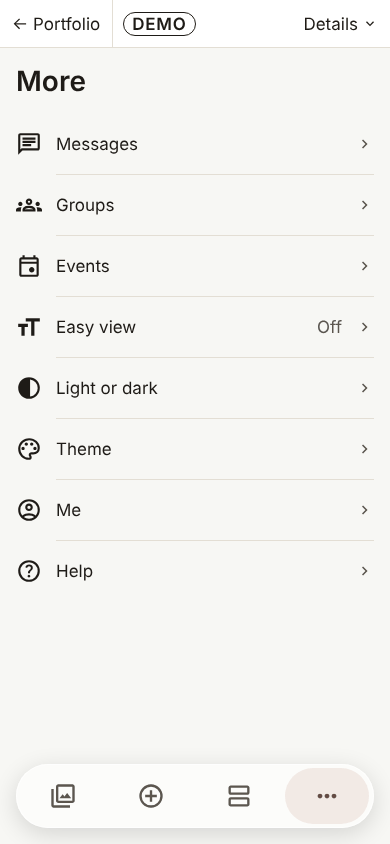 Portfolio
DEMO
Details
More
Messages
Groups
Events
Easy view Off
Light or dark
Theme
Me
Help